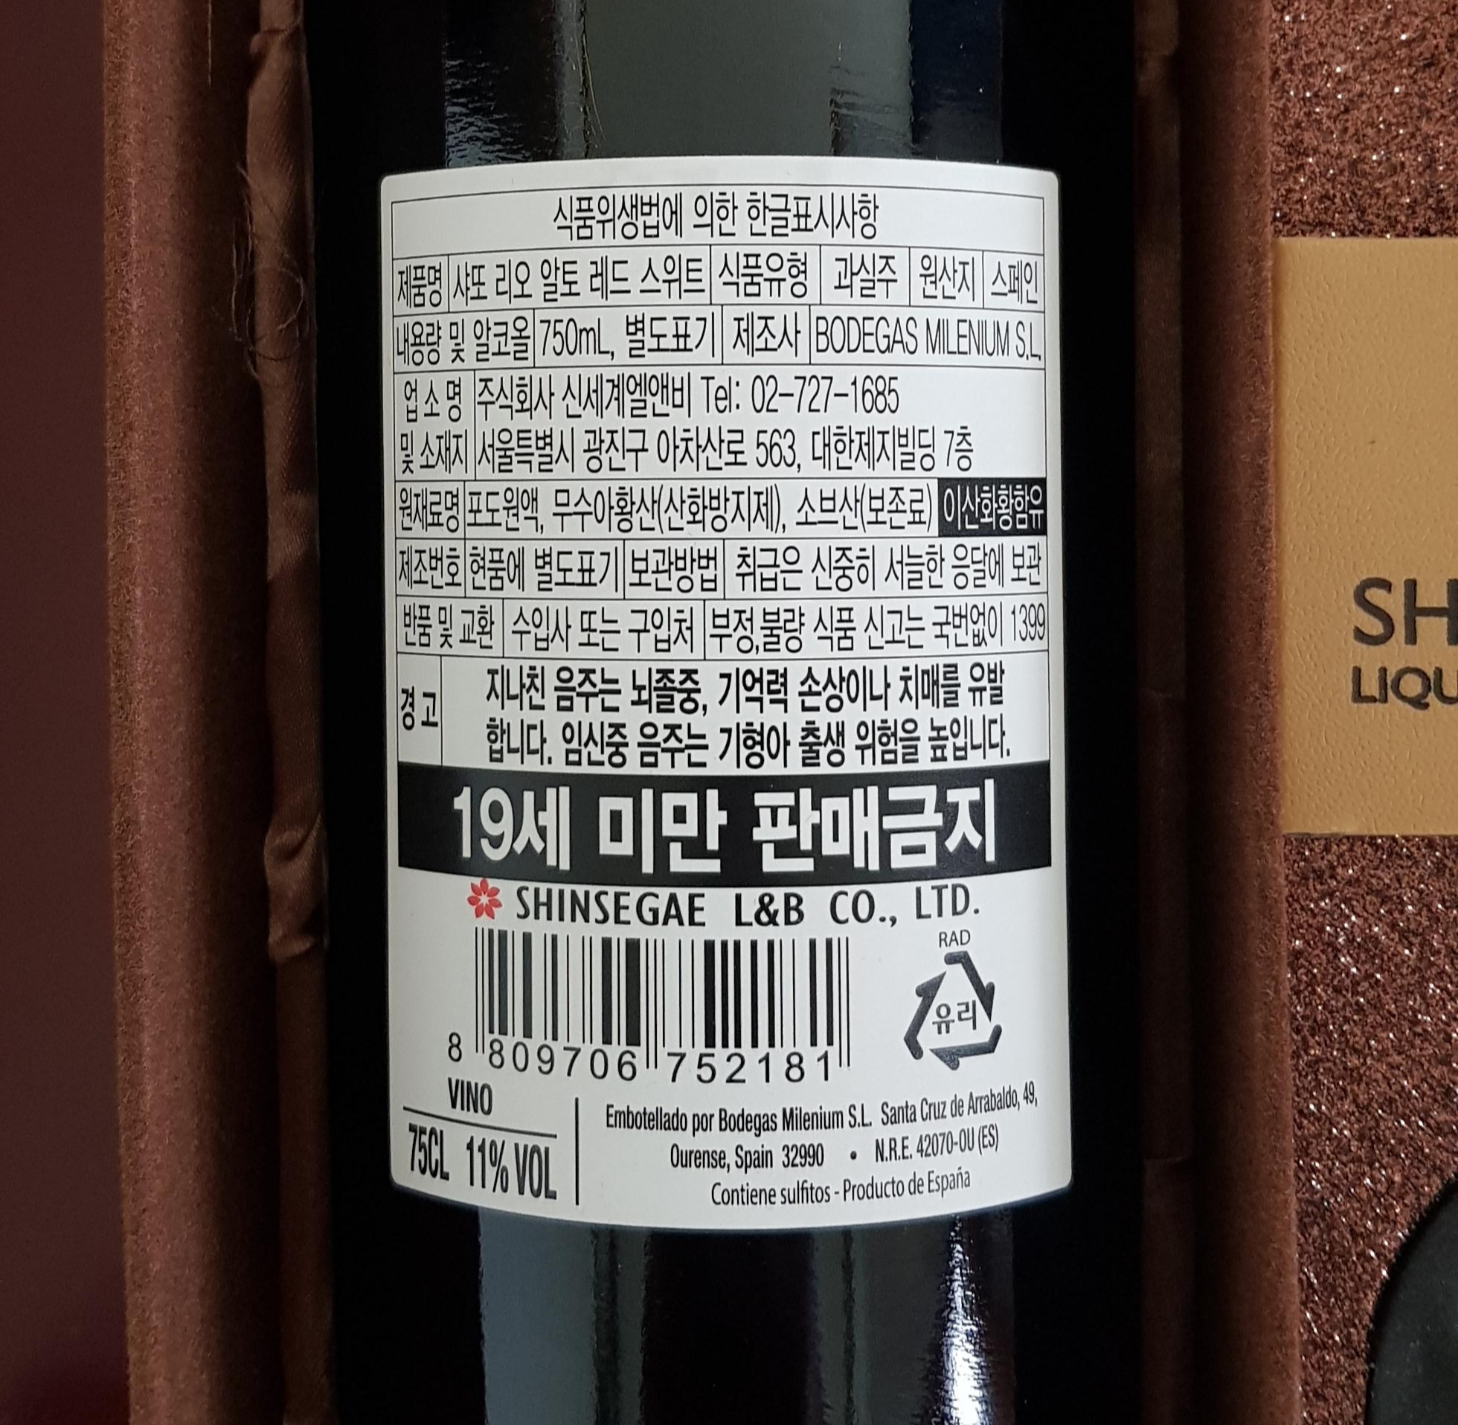 식품위생법에 의한 한글표시사항
제품명 샤또 리오 알토 레드 스위트 식품유형 과실주 원산지 스페인
내용량 및 알코올 750mL, 별도표기 제조사 BODEGAS MILENIUM S.L.
업소명 주식회사 신세계엘앤비 Tel: 02-727-1685
및 소재지 서울특별시 광진구 아차산로 563, 대한제지빌딩 7층
원재료명 포도원액, 무수아황산(산화방지제), 소브산(보존료) 이산화황함유
제조번호 현품에 별도표기 보관방법 취급은 신중히 서늘한 응달에 보관
반품 및 교환 수입사 또는 구입처 부정,불량 식품 신고는 국번없이 1399
경고 지나친 음주는 뇌졸중, 기억력 손상이나 치매를 유발
합니다. 임신중 음주는 기형아 출생 위험을 높입니다.
19세 미만 판매금지
SHINSEGAE L&B CO., LTD.
RAD
유리
8 809706 752181
VINO
75CL 11% VOL
Embotellado por Bodegas Milenium S.L. Santa Cruz de Arrabaldo, 49,
Ourense, Spain 32990 • N.R.E. 42070-OU (ES)
Contiene sulfitos - Producto de España
SH
LIQU